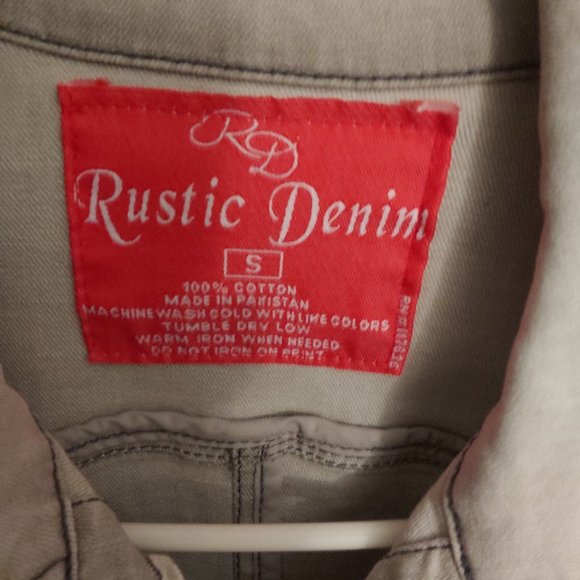 RD
Rustic Denim
S
100% COTTON
MADE IN PAKISTAN
MACHINE WASH COLD WITH LIKE COLORS
TUMBLE DRY LOW
WARM IRON WHEN NEEDED
DO NOT IRON ON PRINT